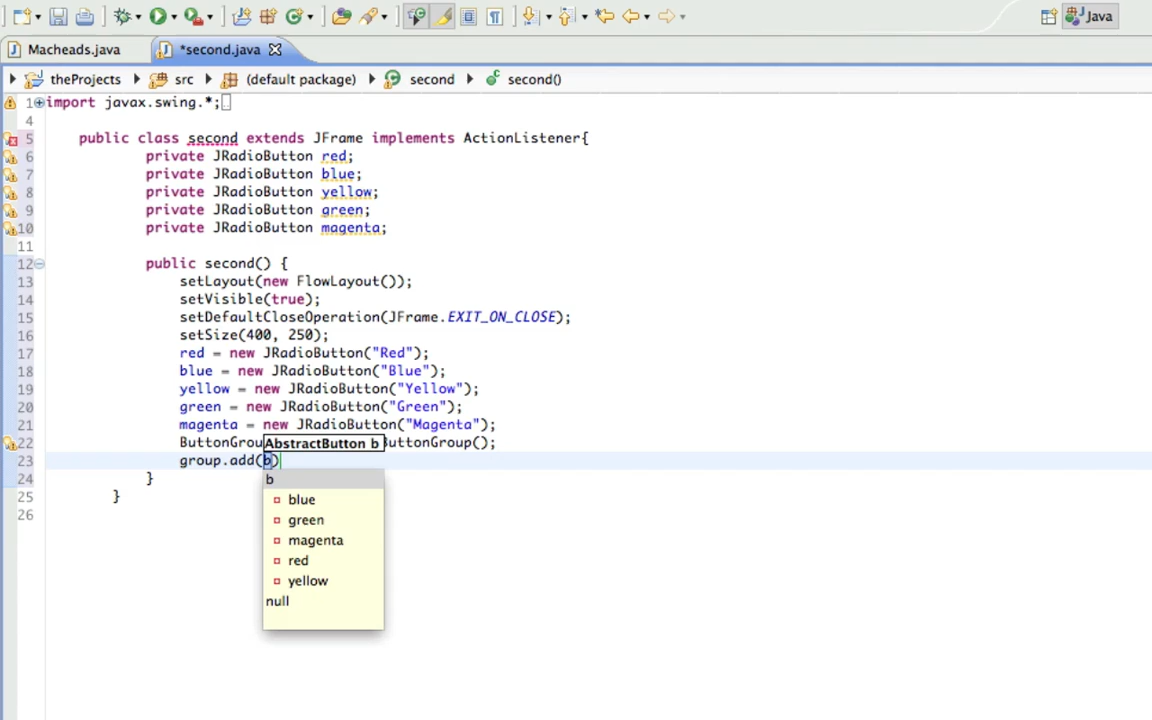 Java
Macheads.java
*second.java
theProjects src (default package) second second()
1 import javax.swing.*;
4
5 public class second extends JFrame implements ActionListener{
6 private JRadioButton red;
7 private JRadioButton blue;
8 private JRadioButton yellow;
9 private JRadioButton green;
10 private JRadioButton magenta;
11
12 public second() {
13 setLayout(new FlowLayout());
14 setVisible(true);
15 setDefaultCloseOperation(JFrame.EXIT_ON_CLOSE);
16 setSize(400, 250);
17 red = new JRadioButton("Red");
18 blue = new JRadioButton("Blue");
19 yellow = new JRadioButton("Yellow");
20 green = new JRadioButton("Green");
21 magenta = new JRadioButton("Magenta");
22 ButtonGrou AbstractButton b uttonGroup();
23 group.add(b)
24 }
25 }
26
b
blue
green
magenta
red
yellow
null